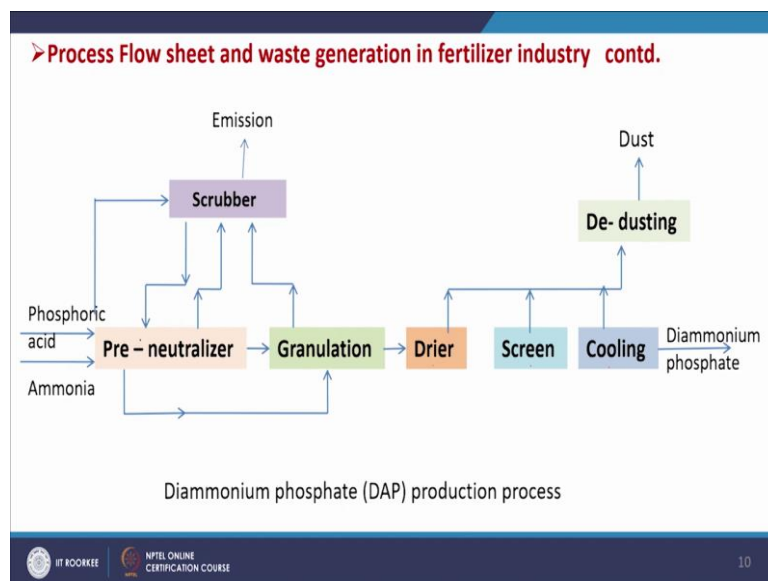 ➢Process Flow sheet and waste generation in fertilizer industry contd.
Emission
Dust
Scrubber
De- dusting
Phosphoric
acid
Pre – neutralizer
Granulation
Drier
Screen
Cooling
Diammonium
phosphate
Ammonia
Diammonium phosphate (DAP) production process
IIT ROORKEE
NPTEL ONLINE
CERTIFICATION COURSE
10